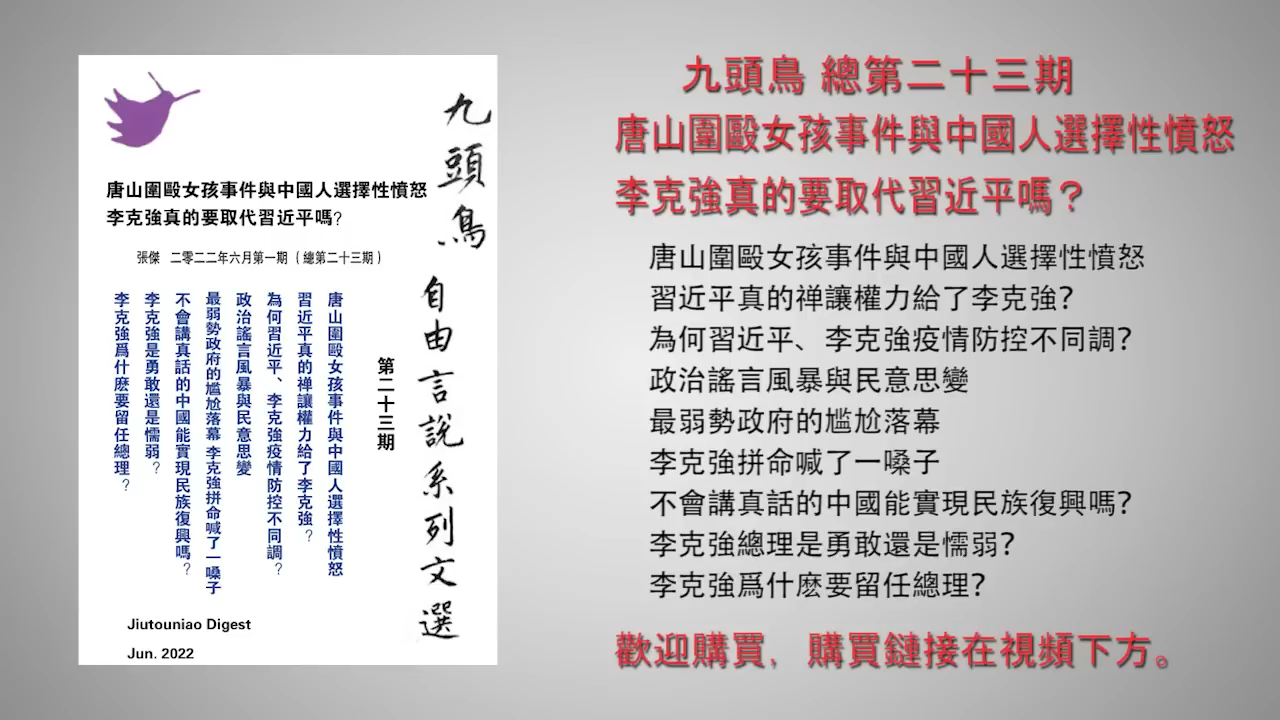 唐山圍毆女孩事件與中國人選擇性憤怒
李克強真的要取代習近平嗎?
張傑 二零二二年六月第一期（總第二十三期）
九頭鳥 自由言說系列文選
第二十三期
唐山圍毆女孩事件與中國人選擇性憤怒
習近平真的禅讓權力給了李克強？
為何習近平、李克強疫情防控不同調？
政治謠言風暴與民意思變
最弱勢政府的尷尬落幕 李克強拼命喊了一嗓子
不會講真話的中國能實現民族復興嗎？
李克強是勇敢還是懦弱？
李克強爲什麽要留任總理？
Jiutouniao Digest
Jun. 2022
九頭鳥 總第二十三期
唐山圍毆女孩事件與中國人選擇性憤怒
李克強真的要取代習近平嗎？
唐山圍毆女孩事件與中國人選擇性憤怒
習近平真的禅讓權力給了李克強?
為何習近平、李克強疫情防控不同調?
政治謠言風暴與民意思變
最弱勢政府的尷尬落幕
李克強拼命喊了一嗓子
不會講真話的中國能實現民族復興嗎?
李克強總理是勇敢還是懦弱?
李克強爲什麽要留任總理?
歡迎購買，購買鏈接在視頻下方。